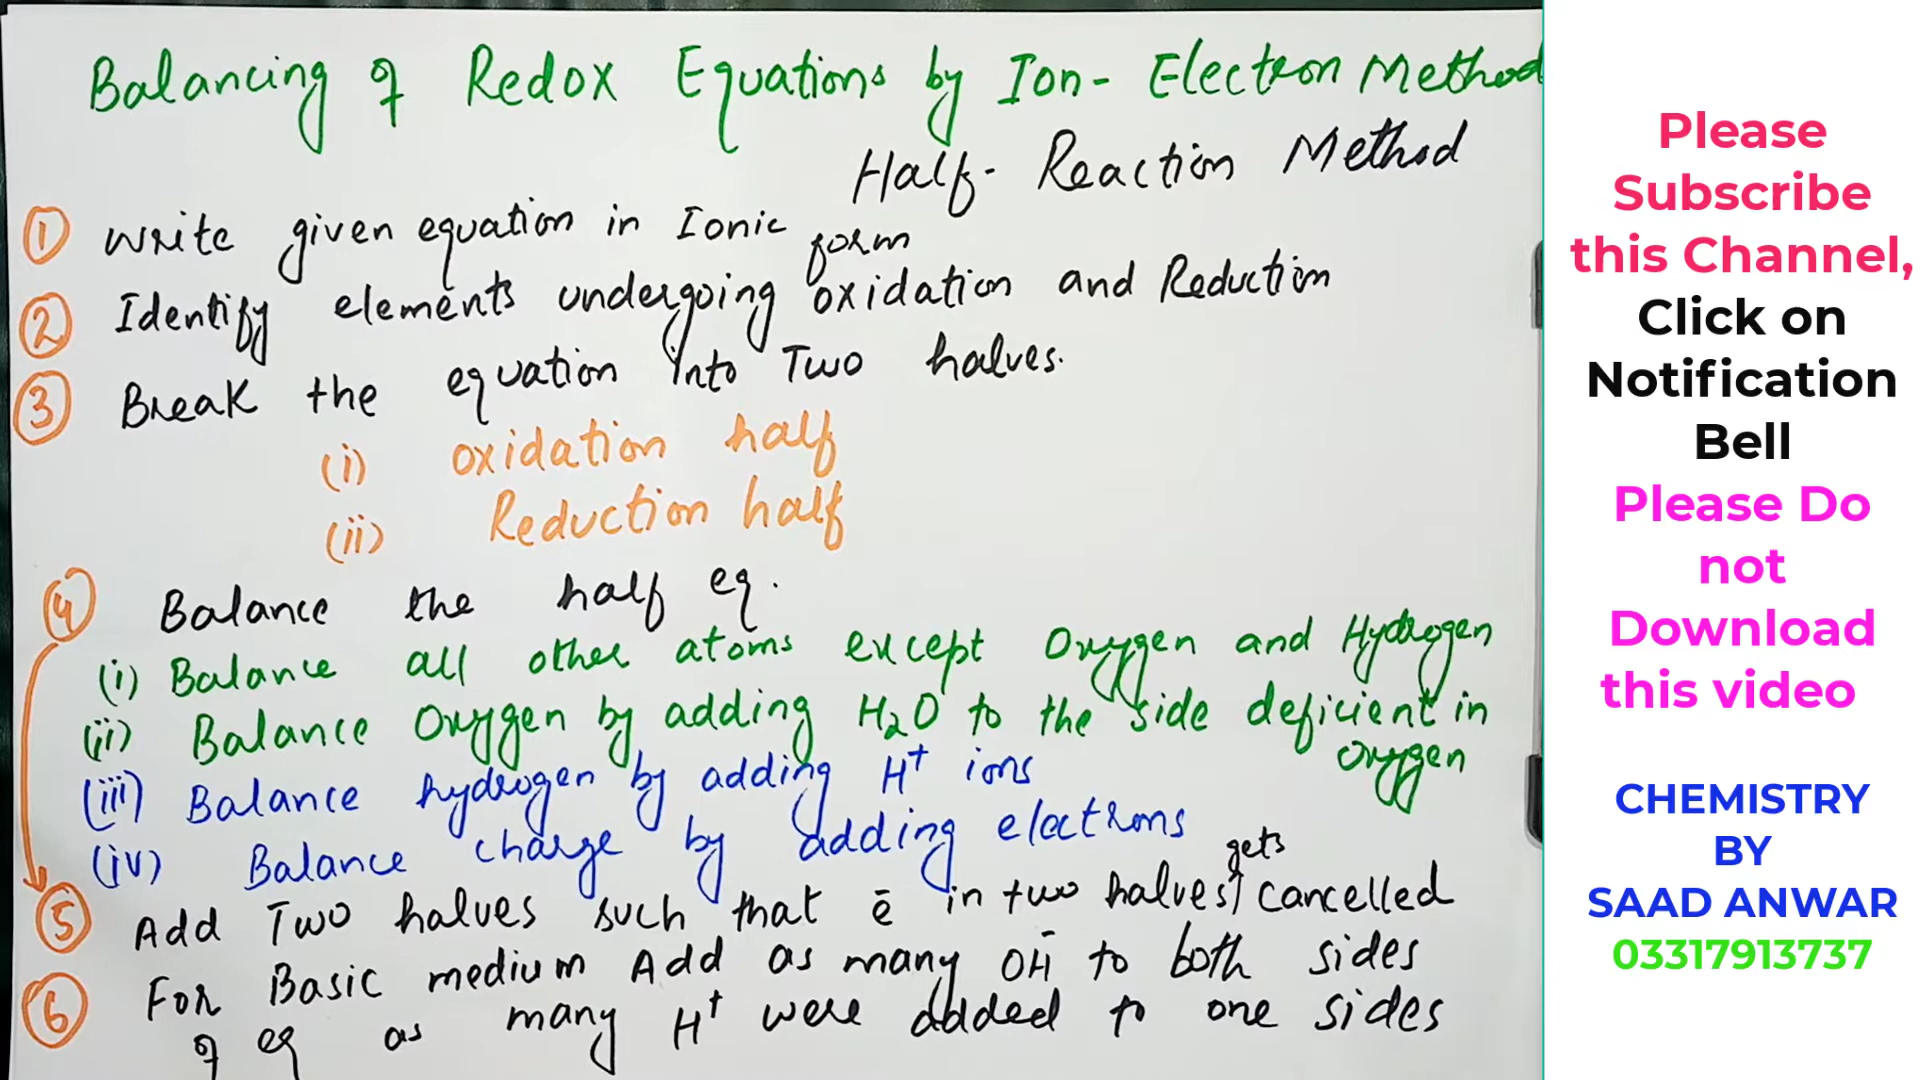 Balancing of Redox Equations by Ion-Electron Method
Half-Reaction Method
① Write given equation in Ionic form
② Identify elements undergoing oxidation and Reduction
③ Break the equation into Two halves.
(i) oxidation half
(ii) Reduction half
④ Balance the half eq.
(i) Balance all other atoms except Oxygen and Hydrogen
(ii) Balance Oxygen by adding H₂O to the side deficient in oxygen
(iii) Balance hydrogen by adding H⁺ ions
(iv) Balance charge by adding electrons
⑤ Add Two halves such that ē in two halves gets cancelled
⑥ For Basic medium Add as many OH⁻ to both sides
of eq as many H⁺ were added to one sides
Please
Subscribe
this Channel,
Click on
Notification
Bell
Please Do
not
Download
this video
CHEMISTRY
BY
SAAD ANWAR
03317913737